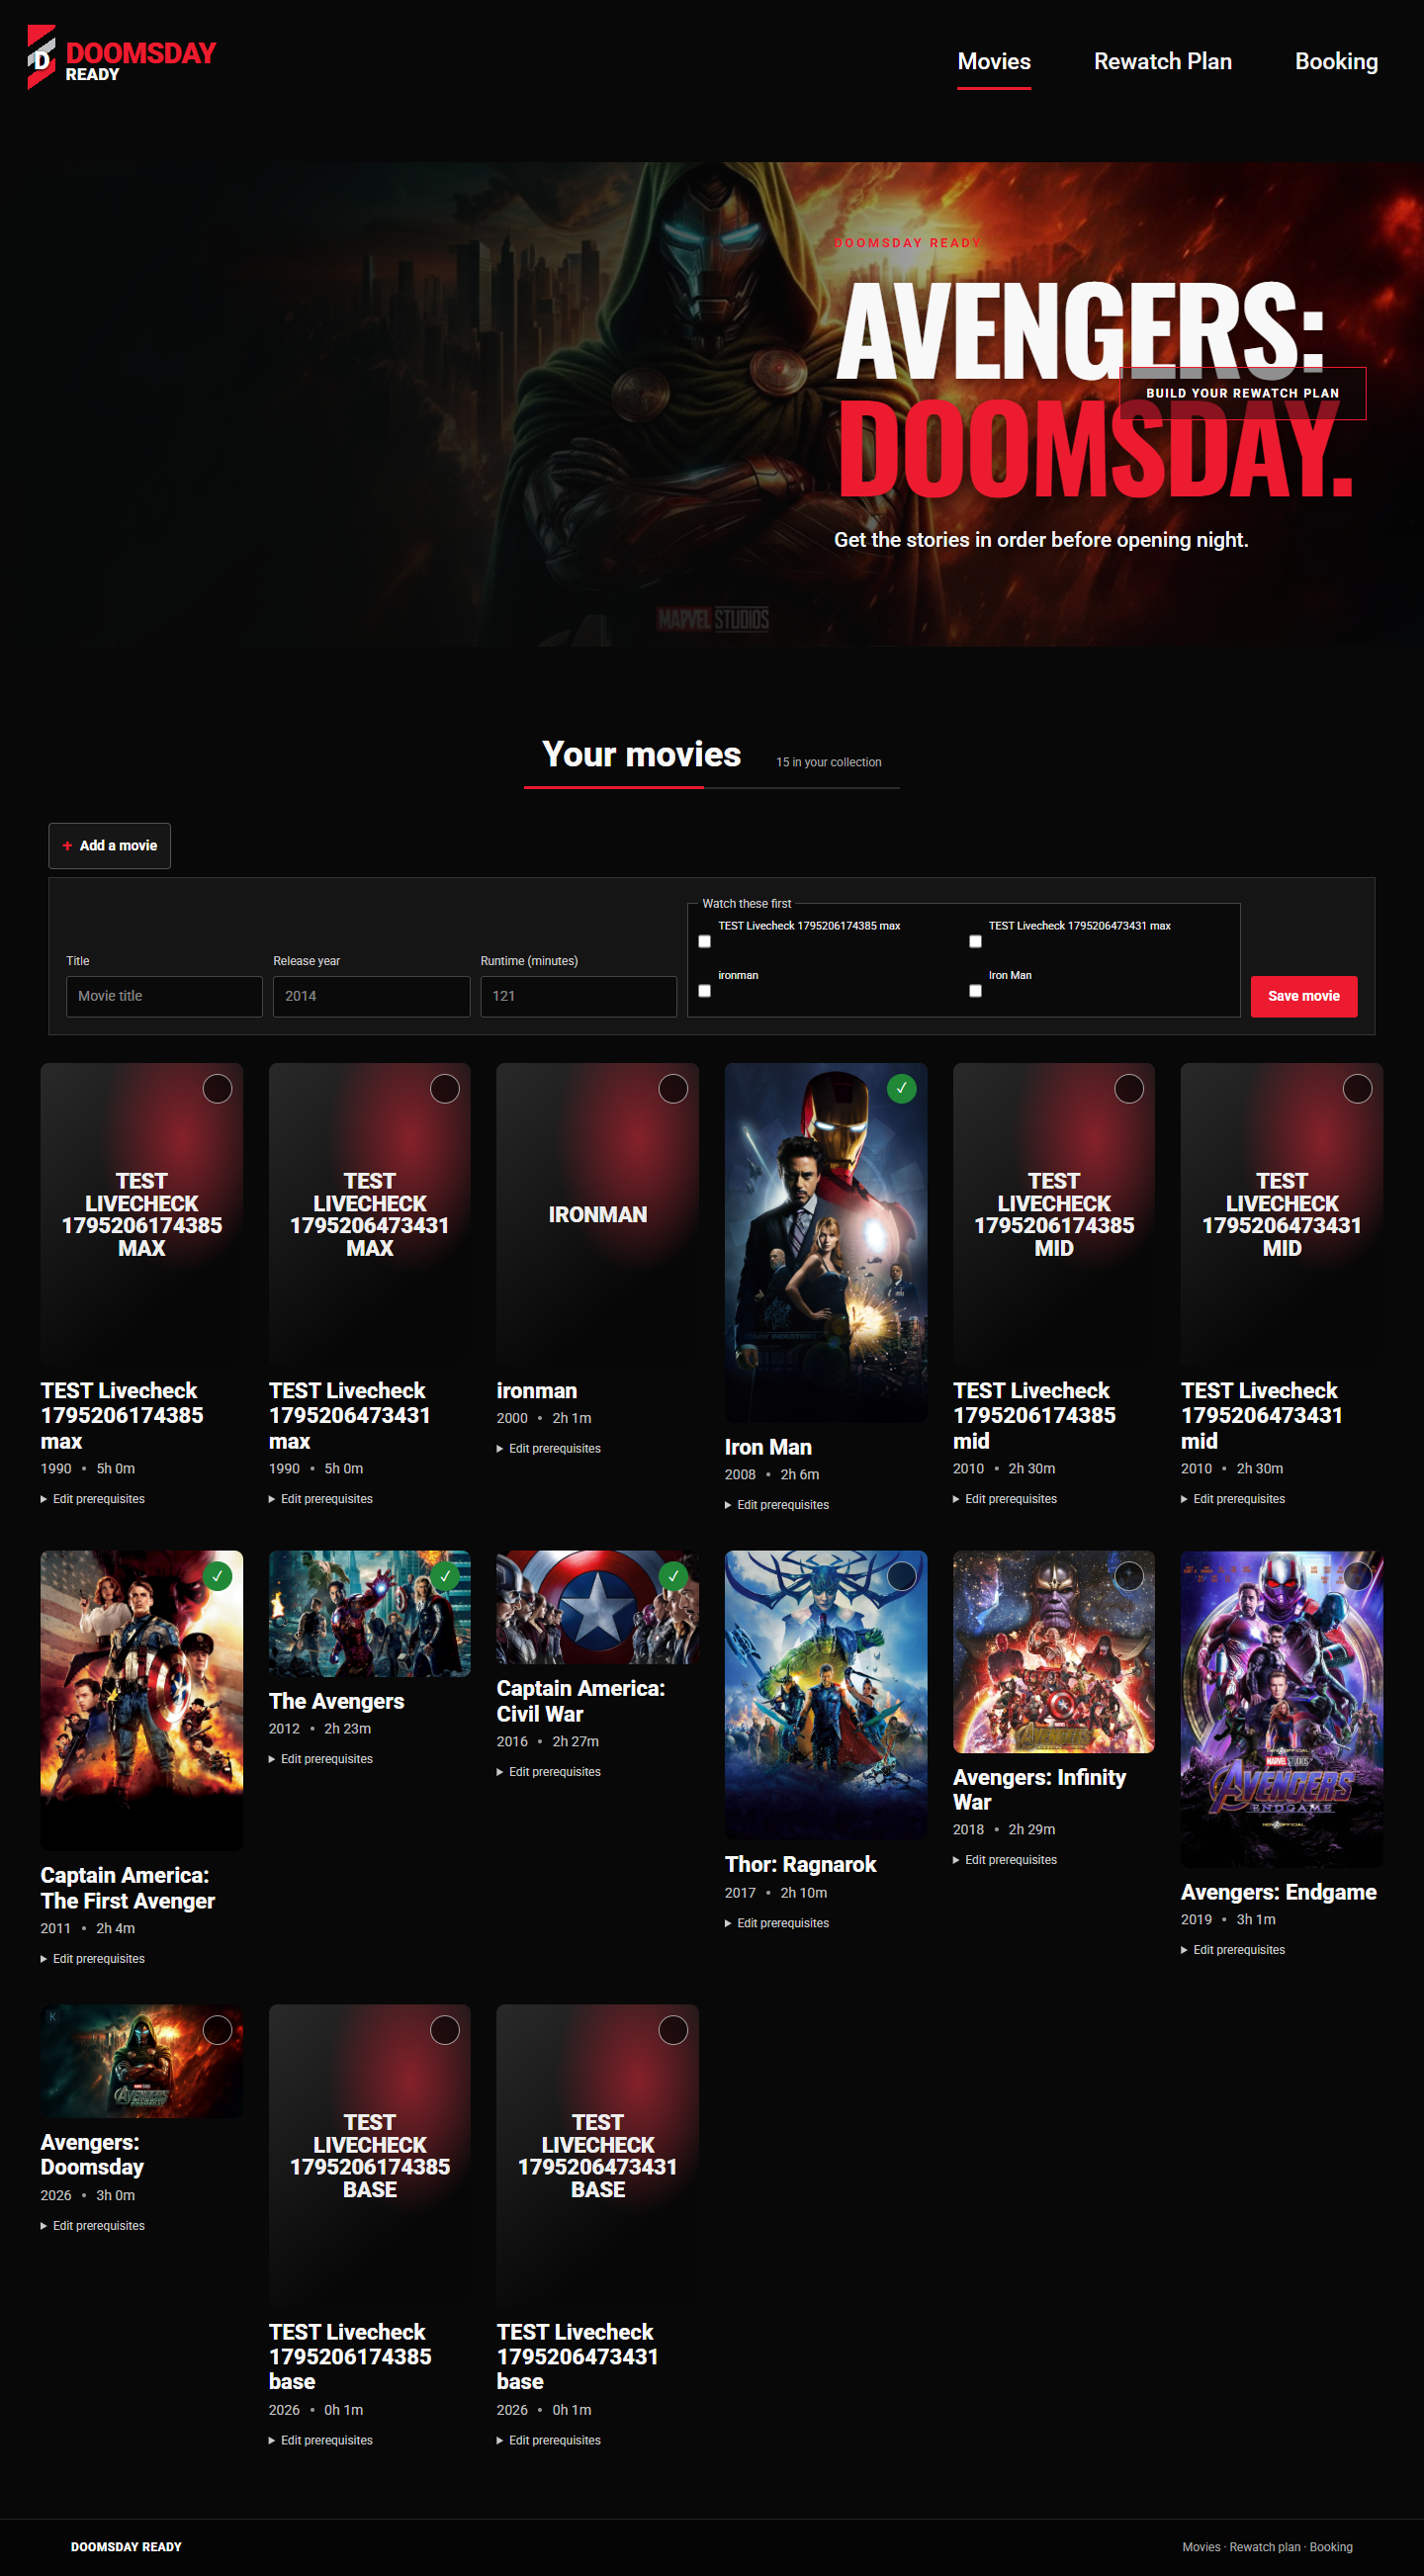 D
DOOMSDAY
READY
Movies
Rewatch Plan
Booking
DOOMSDAY READY
AVENGERS:
BUILD YOUR REWATCH PLAN
DOOMSDAY.
Get the stories in order before opening night.
MARVEL STUDIOS
Your movies
15 in your collection
+ Add a movie
Watch these first
TEST Livecheck 1795206174385 max
TEST Livecheck 1795206473431 max
ironman
Iron Man
Title
Release year
Runtime (minutes)
Movie title
2014
121
Save movie
TEST
LIVECHECK
1795206174385
MAX
TEST Livecheck
1795206174385
max
1990 • 5h 0m
▶ Edit prerequisites
TEST
LIVECHECK
1795206473431
MAX
TEST Livecheck
1795206473431
max
1990 • 5h 0m
▶ Edit prerequisites
IRONMAN
ironman
2000 • 2h 1m
▶ Edit prerequisites
✓
Iron Man
2008 • 2h 6m
▶ Edit prerequisites
TEST
LIVECHECK
1795206174385
MID
TEST Livecheck
1795206174385
mid
2010 • 2h 30m
▶ Edit prerequisites
TEST
LIVECHECK
1795206473431
MID
TEST Livecheck
1795206473431
mid
2010 • 2h 30m
▶ Edit prerequisites
✓
Captain America:
The First Avenger
2011 • 2h 4m
▶ Edit prerequisites
✓
The Avengers
2012 • 2h 23m
▶ Edit prerequisites
✓
Captain America:
Civil War
2016 • 2h 27m
▶ Edit prerequisites
Thor: Ragnarok
2017 • 2h 10m
▶ Edit prerequisites
AVENGERS
Avengers: Infinity
War
2018 • 2h 29m
▶ Edit prerequisites
MARVEL STUDIOS
AVENGERS
ENDGAME
Avengers: Endgame
2019 • 3h 1m
▶ Edit prerequisites
K
AVENGERS
Avengers:
Doomsday
2026 • 3h 0m
▶ Edit prerequisites
TEST
LIVECHECK
1795206174385
BASE
TEST Livecheck
1795206174385
base
2026 • 0h 1m
▶ Edit prerequisites
TEST
LIVECHECK
1795206473431
BASE
TEST Livecheck
1795206473431
base
2026 • 0h 1m
▶ Edit prerequisites
DOOMSDAY READY
Movies · Rewatch plan · Booking